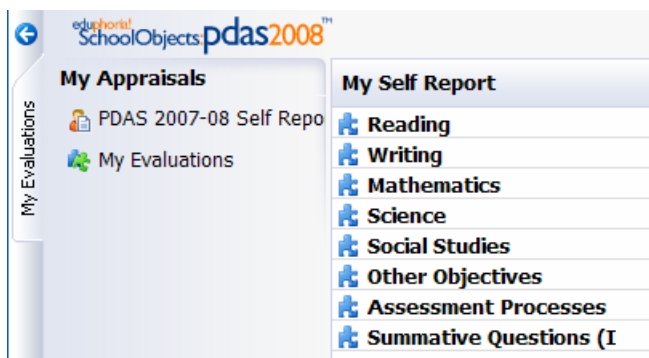 eduphoria!
SchoolObjects:pdas2008™
My Evaluations
My Appraisals
PDAS 2007-08 Self Repo
My Evaluations
My Self Report
Reading
Writing
Mathematics
Science
Social Studies
Other Objectives
Assessment Processes
Summative Questions (I